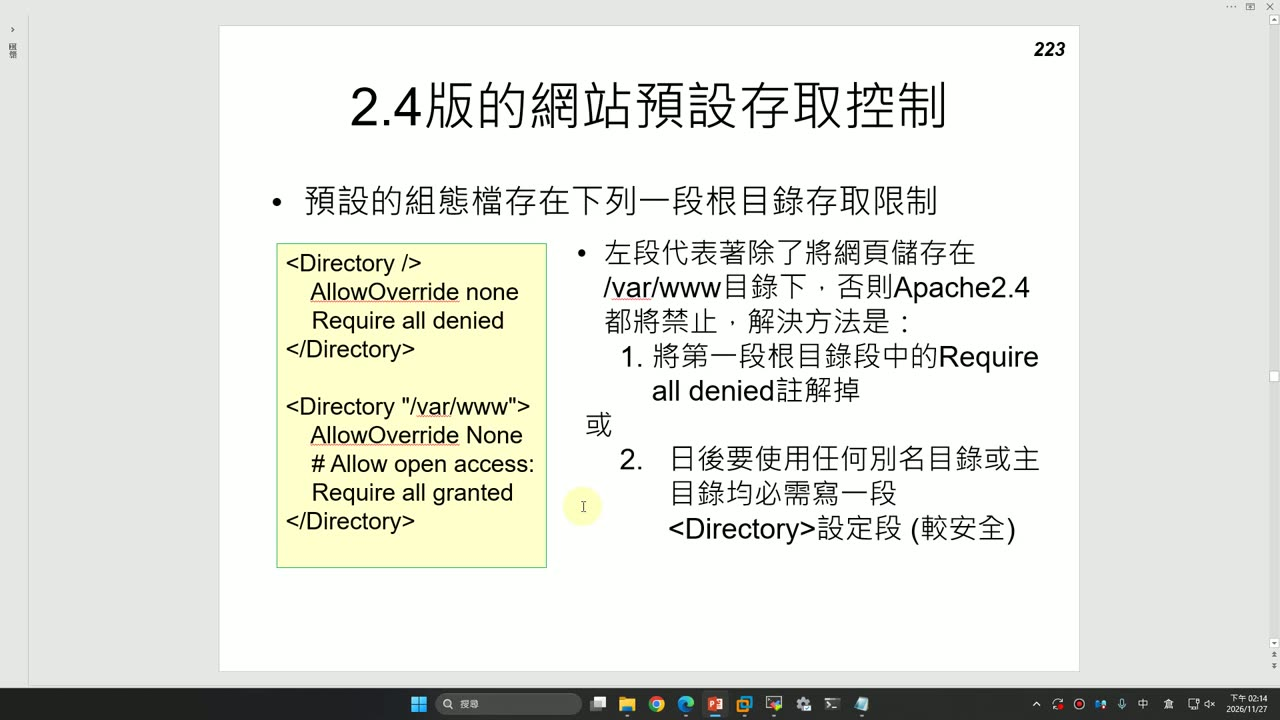 223
2.4版的網站預設存取控制
• 預設的組態檔存在下列一段根目錄存取限制
<Directory />
AllowOverride none
Require all denied
</Directory>
<Directory "/var/www">
AllowOverride None
# Allow open access:
Require all granted
</Directory>
• 左段代表著除了將網頁儲存在
/var/www目錄下，否則Apache2.4
都將禁止，解決方法是：
1. 將第一段根目錄段中的Require
all denied註解掉
或
2. 日後要使用任何別名目錄或主
目錄均必需寫一段
<Directory>設定段 (較安全)
搜尋
中
下午 02:14
2026/11/27